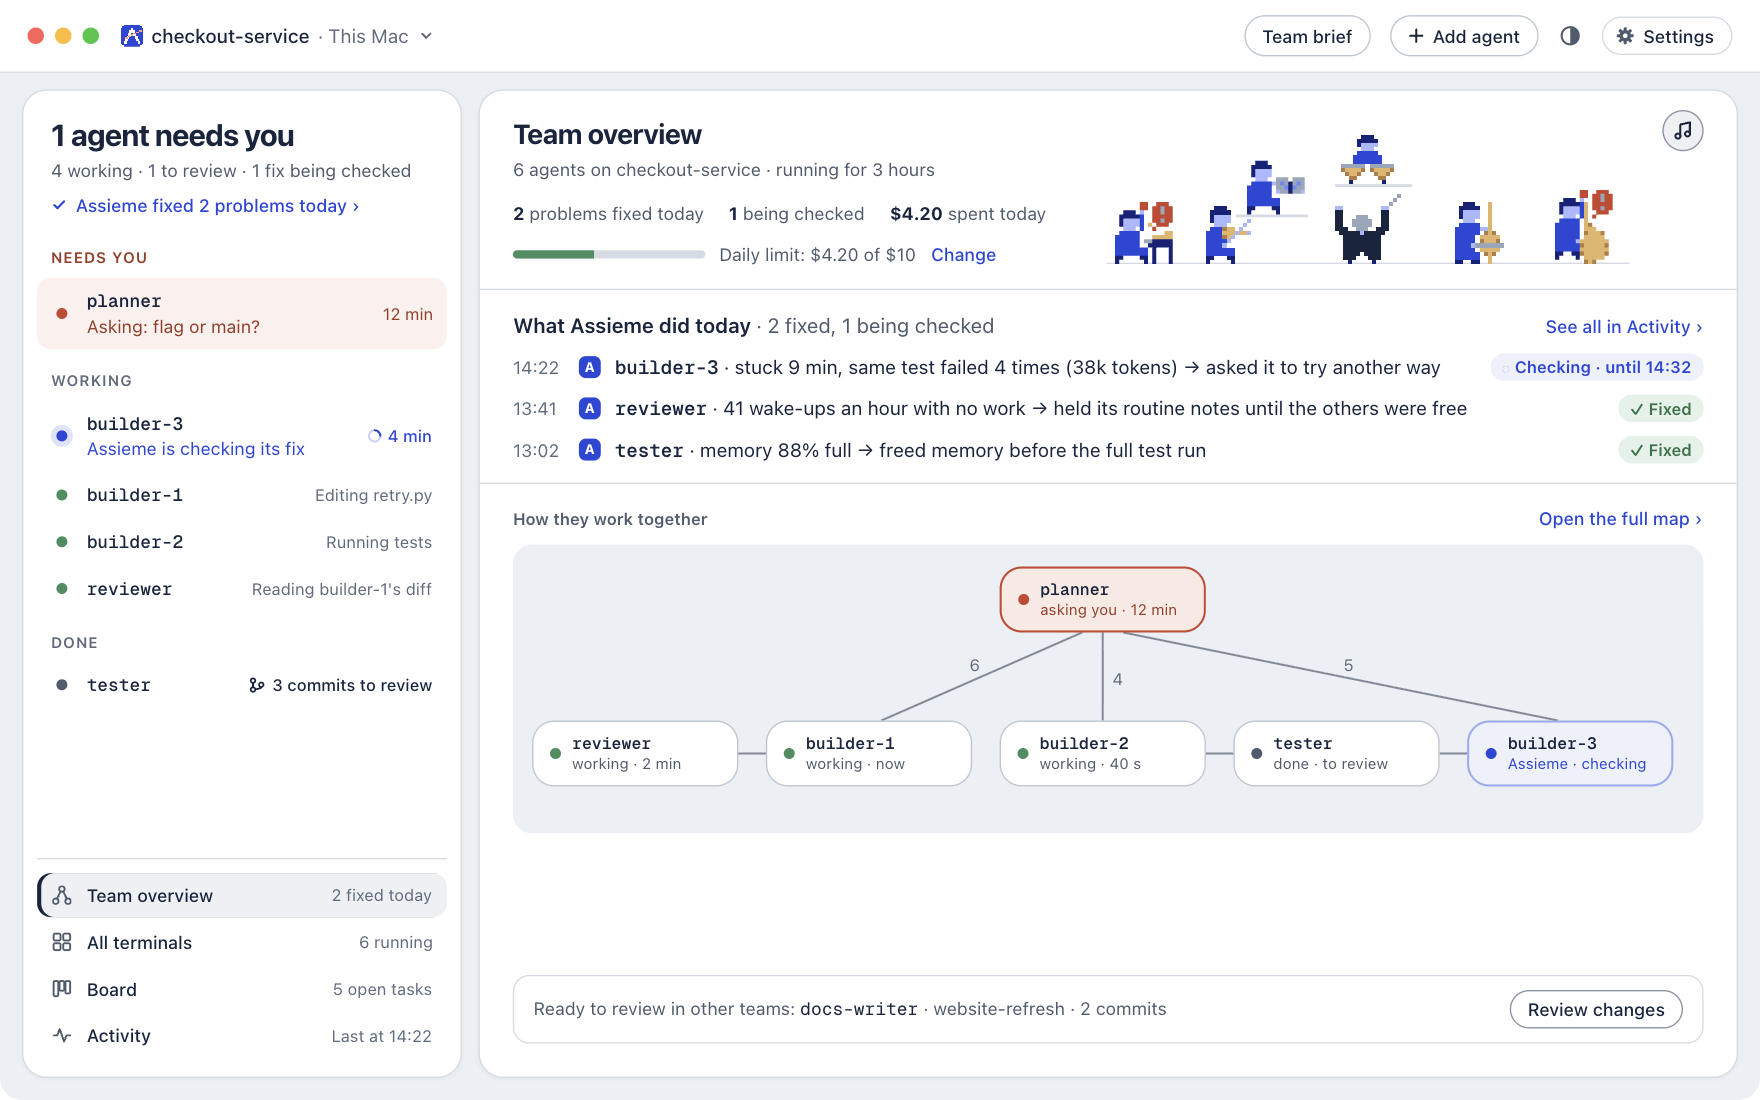 checkout-service · This Mac
Team brief
+ Add agent
Settings
1 agent needs you
4 working · 1 to review · 1 fix being checked
✓ Assieme fixed 2 problems today ›
NEEDS YOU
planner
Asking: flag or main?
12 min
WORKING
builder-3
Assieme is checking its fix
4 min
builder-1 Editing retry.py
builder-2 Running tests
reviewer Reading builder-1's diff
DONE
tester 3 commits to review
Team overview 2 fixed today
All terminals 6 running
Board 5 open tasks
Activity Last at 14:22
Team overview
6 agents on checkout-service · running for 3 hours
2 problems fixed today 1 being checked $4.20 spent today
Daily limit: $4.20 of $10 Change
What Assieme did today · 2 fixed, 1 being checked
See all in Activity ›
14:22 A builder-3 · stuck 9 min, same test failed 4 times (38k tokens) → asked it to try another way Checking · until 14:32
13:41 A reviewer · 41 wake-ups an hour with no work → held its routine notes until the others were free ✓ Fixed
13:02 A tester · memory 88% full → freed memory before the full test run ✓ Fixed
How they work together
Open the full map ›
planner
asking you · 12 min
6
4
5
reviewer
working · 2 min
builder-1
working · now
builder-2
working · 40 s
tester
done · to review
builder-3
Assieme · checking
Ready to review in other teams: docs-writer · website-refresh · 2 commits
Review changes